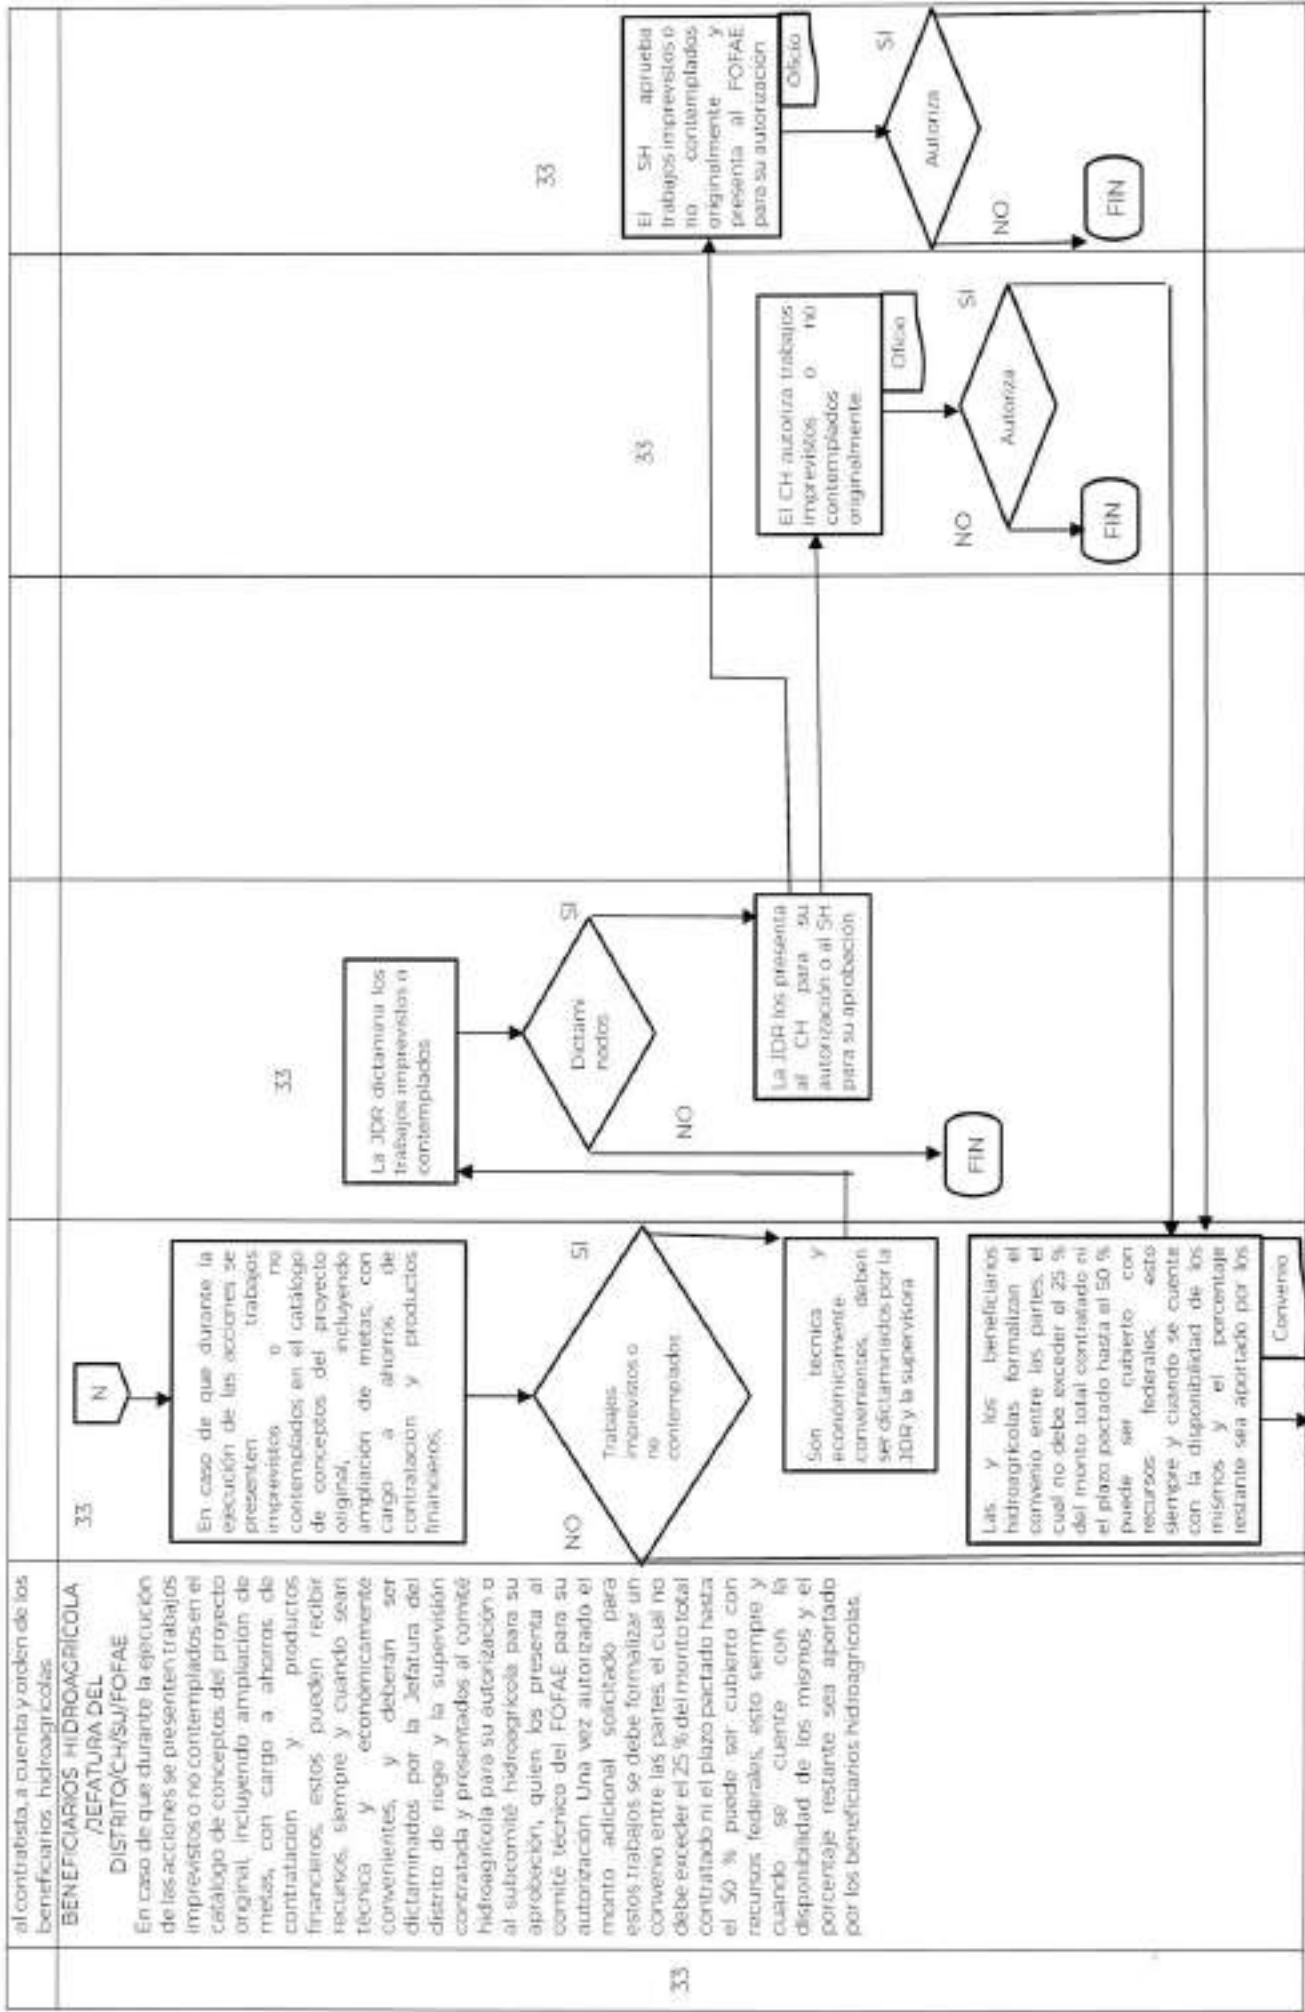 al contratista, a cuenta y orden de los
beneficiarios hidroagrícolas.
33
BENEFICIARIOS HIDROAGRÍCOLA
/JEFATURA DEL
DISTRITO/CH/SU/FOFAE
En caso de que durante la ejecución
de las acciones se presenten trabajos
imprevistos o no contemplados en el
catálogo de conceptos del proyecto
original, incluyendo ampliación de
metas, con cargo a ahorros de
contratación y productos
financieros, estos pueden recibir
recursos, siempre y cuando sean
técnica y económicamente
convenientes, y deberán ser
dictaminados por la Jefatura del
distrito de riego y la supervisión
contratada y presentados al comité
hidroagrícola para su autorización o
al subcomité hidroagrícola para su
aprobación, quien los presenta al
comité técnico del FOFAE para su
autorización. Una vez autorizado el
monto adicional solicitado para
estos trabajos se debe formalizar un
convenio entre las partes, el cual no
debe exceder el 25 % del monto total
contratado ni el plazo pactado hasta
el 50 % puede ser cubierto con
recursos federales, esto siempre y
cuando se cuente con la
disponibilidad de los mismos y el
porcentaje restante sea aportado
por los beneficiarios hidroagrícolas.
33
N
En caso de que durante la
ejecución de las acciones se
presenten trabajos
imprevistos o no
contemplados en el catálogo
de conceptos del proyecto
original, incluyendo
ampliación de metas, con
cargo a ahorros de
contratación y productos
financieros,
Trabajos
imprevistos o
no
contemplados
NO
SI
Son técnica y
económicamente
convenientes, deben
ser dictaminados por la
JDR y la supervisora
Las y los beneficiarios
hidroagrícolas formalizan el
convenio entre las partes, el
cual no debe exceder el 25 %
del monto total contratado ni
el plazo pactado hasta el 50 %
puede ser cubierto con
recursos federales, esto
siempre y cuando se cuente
con la disponibilidad de los
mismos y el porcentaje
restante sea aportado por los
Convenio
33
La JDR dictamina los
trabajos imprevistos o
contemplados
Dictami
nados
NO
SI
FIN
La JDR los presenta
al CH para su
autorización o al SH
para su aprobación
33
El CH autoriza trabajos
imprevistos o no
contemplados
originalmente.
Oficio
Autoriza
NO
SI
FIN
33
El SH aprueba
trabajos imprevistos o
no contemplados
originalmente y
presenta al FOFAE
para su autorización
Oficio
Autoriza
NO
SI
FIN